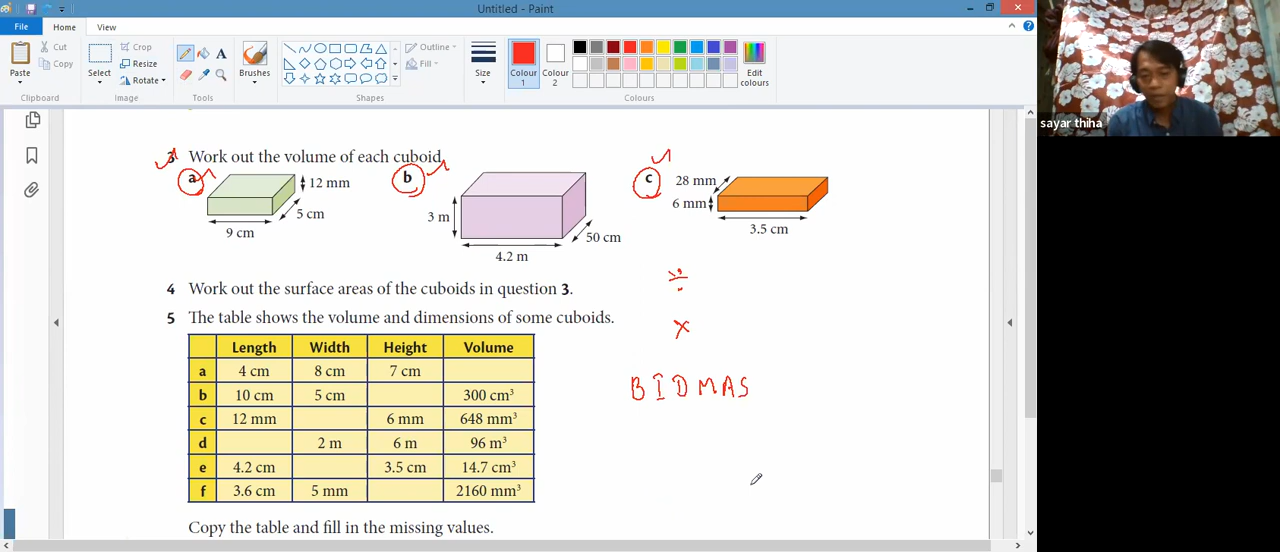 Untitled - Paint
File Home View
Paste Cut Copy Clipboard
Select Crop Resize Rotate Image
Tools
Brushes
Shapes Outline Fill
Size
Colour 1 Colour 2 Edit colours Colours
sayar thiha
3 Work out the volume of each cuboid
a 12 mm 5 cm 9 cm
b 3 m 50 cm 4.2 m
c 28 mm 6 mm 3.5 cm
÷
4 Work out the surface areas of the cuboids in question 3.
5 The table shows the volume and dimensions of some cuboids.
×
Length Width Height Volume
a 4 cm 8 cm 7 cm
b 10 cm 5 cm 300 cm³
BIDMAS
c 12 mm 6 mm 648 mm³
d 2 m 6 m 96 m³
e 4.2 cm 3.5 cm 14.7 cm³
f 3.6 cm 5 mm 2160 mm³
Copy the table and fill in the missing values.